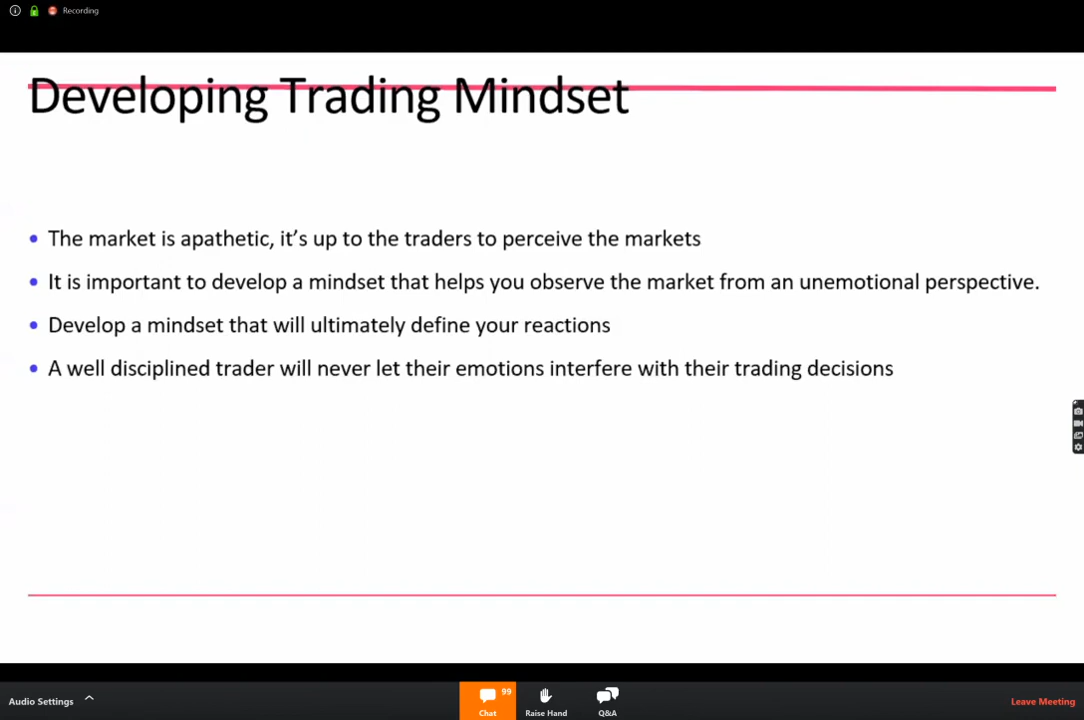 Recording
Developing Trading Mindset
• The market is apathetic, it's up to the traders to perceive the markets
• It is important to develop a mindset that helps you observe the market from an unemotional perspective.
• Develop a mindset that will ultimately define your reactions
• A well disciplined trader will never let their emotions interfere with their trading decisions
Audio Settings
99
Chat
Raise Hand
Q&A
Leave Meeting